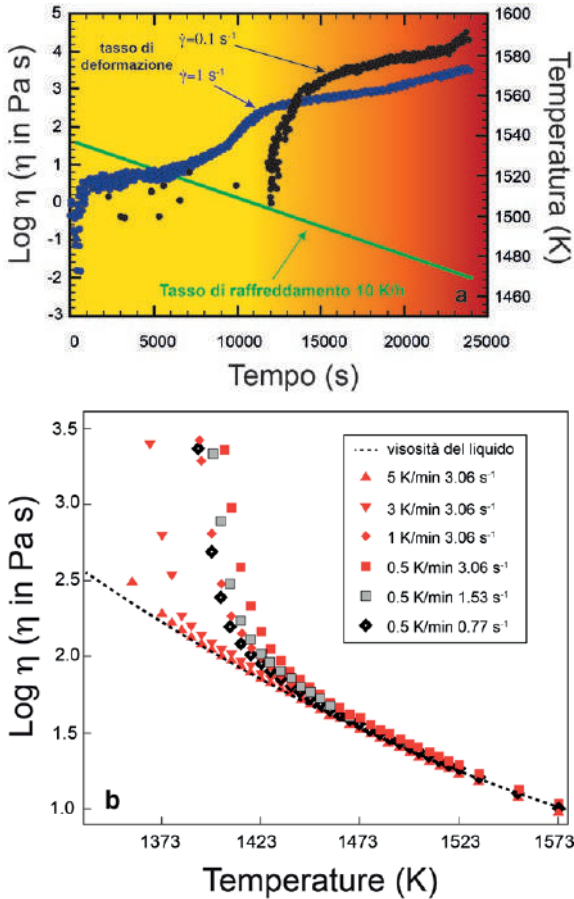 Log η (η in Pa s)
5
4
3
2
1
0
-1
-2
-3
tasso di
deformazione
γ̇=0.1 s⁻¹
γ̇=1 s⁻¹
Tasso di raffreddamento 10 K/h
a
0
5000
10000
15000
20000
25000
Tempo (s)
1600
1580
1560
1540
1520
1500
1480
1460
Temperatura
(K)
Log η (η in Pa s)
3.5
3.0
2.5
2.0
1.5
1.0
visosità del liquido
5 K/min 3.06 s⁻¹
3 K/min 3.06 s⁻¹
1 K/min 3.06 s⁻¹
0.5 K/min 3.06 s⁻¹
0.5 K/min 1.53 s⁻¹
0.5 K/min 0.77 s⁻¹
b
1373
1423
1473
1523
1573
Temperature (K)